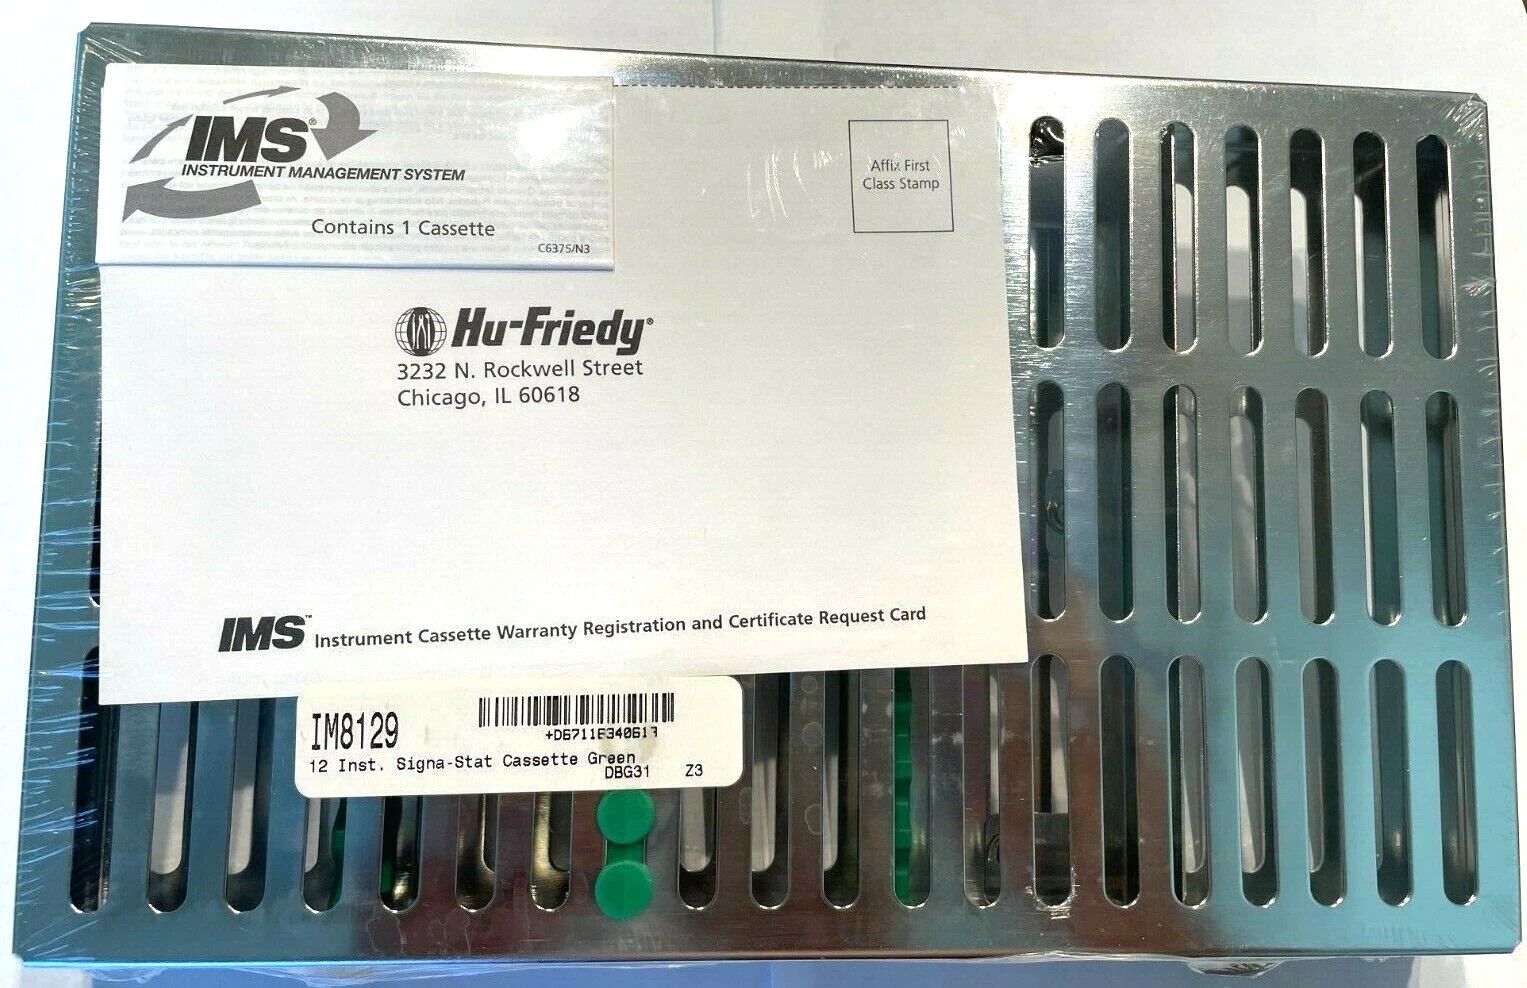 IMS®
INSTRUMENT MANAGEMENT SYSTEM
Contains 1 Cassette
C6375/N3
Affix First
Class Stamp
Hu-Friedy®
3232 N. Rockwell Street
Chicago, IL 60618
IMS™ Instrument Cassette Warranty Registration and Certificate Request Card
IM8129
12 Inst. Signa-Stat Cassette Green
DBG31 Z3